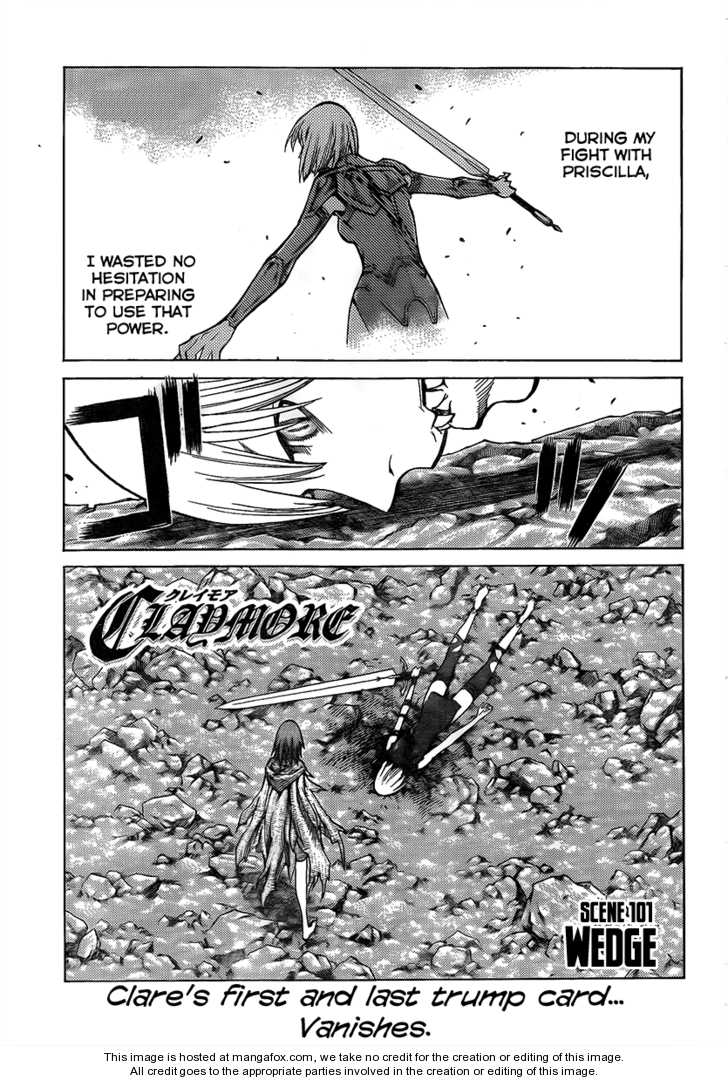 DURING MY
FIGHT WITH
PRISCILLA,
I WASTED NO
HESITATION
IN PREPARING
TO USE THAT
POWER.
クレイモア
CLAYMORE
SCENE 101
WEDGE
Clare's first and last trump card...
Vanishes.
This image is hosted at mangafox.com, we take no credit for the creation or editing of this image.
All credit goes to the appropriate parties involved in the creation or editing of this image.